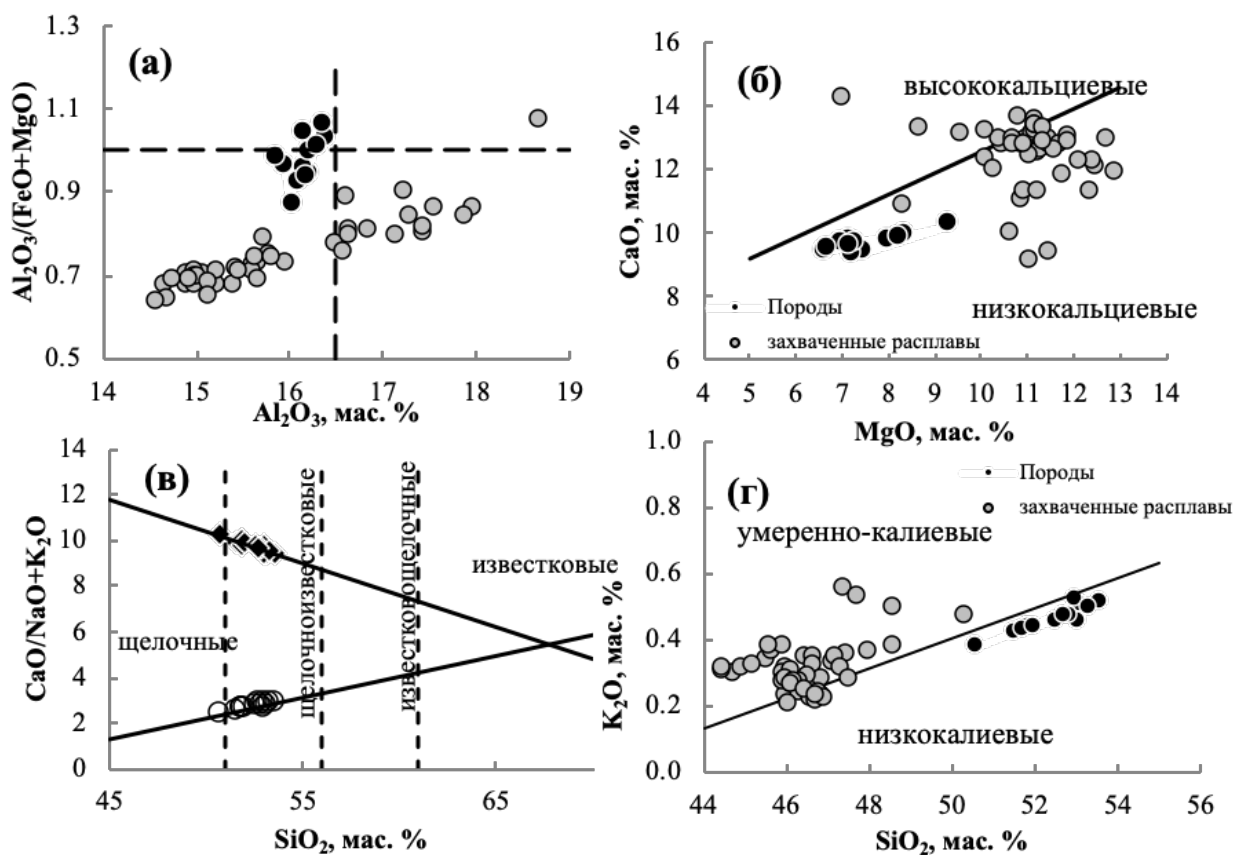 (а)
Al₂O₃/(FeO+MgO)
1.3
1.1
0.9
0.7
0.5
14 15 16 17 18 19
Al₂O₃, мас. %
(б)
CaO, мас. %
16
14
12
10
8
6
высококальциевые
низкокальциевые
Породы
захваченные расплавы
4 5 6 7 8 9 10 11 12 13 14
MgO, мас. %
(в)
CaO/NaO+K₂O
14
12
10
8
6
4
2
0
щелочные
щелочноизвестковые
известковощелочные
известковые
45 55 65
SiO₂, мас. %
(г)
K₂O, мас. %
1.0
0.8
0.6
0.4
0.2
0.0
Породы
захваченные расплавы
умеренно-калиевые
низкокалиевые
44 46 48 50 52 54 56
SiO₂, мас. %